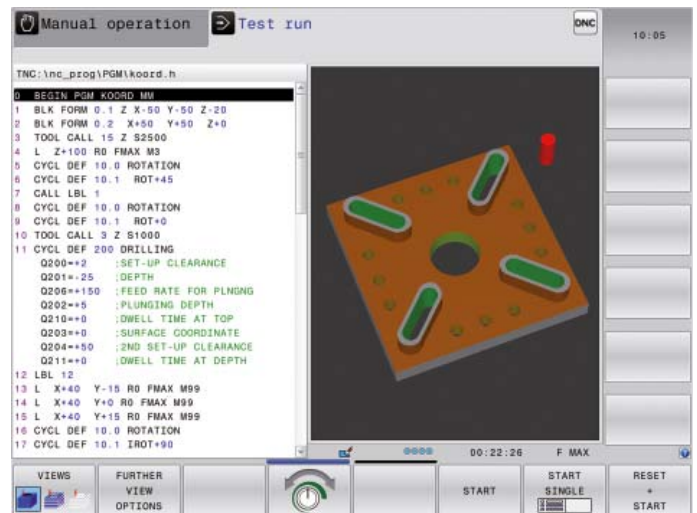 Manual operation
Test run
DNC
10:05
TNC:\nc_prog\PGM\koord.h
0 BEGIN PGM KOORD MM
1 BLK FORM 0.1 Z X-50 Y-50 Z-20
2 BLK FORM 0.2 X+50 Y+50 Z+0
3 TOOL CALL 15 Z S2500
4 L Z+100 R0 FMAX M3
5 CYCL DEF 10.0 ROTATION
6 CYCL DEF 10.1 ROT+45
7 CALL LBL 1
8 CYCL DEF 10.0 ROTATION
9 CYCL DEF 10.1 ROT+0
10 TOOL CALL 3 Z S1000
11 CYCL DEF 200 DRILLING
Q200=+2 ;SET-UP CLEARANCE
Q201=-25 ;DEPTH
Q206=+150 ;FEED RATE FOR PLNGNG
Q202=+5 ;PLUNGING DEPTH
Q210=+0 ;DWELL TIME AT TOP
Q203=+0 ;SURFACE COORDINATE
Q204=+50 ;2ND SET-UP CLEARANCE
Q211=+0 ;DWELL TIME AT DEPTH
12 LBL 12
13 L X+40 Y-15 R0 FMAX M99
14 L X+40 Y+0 R0 FMAX M99
15 L X+40 Y+15 R0 FMAX M99
16 CYCL DEF 10.0 ROTATION
17 CYCL DEF 10.1 IROT+90
00:22:26 F MAX
VIEWS
FURTHER VIEW OPTIONS
START
START SINGLE
RESET + START